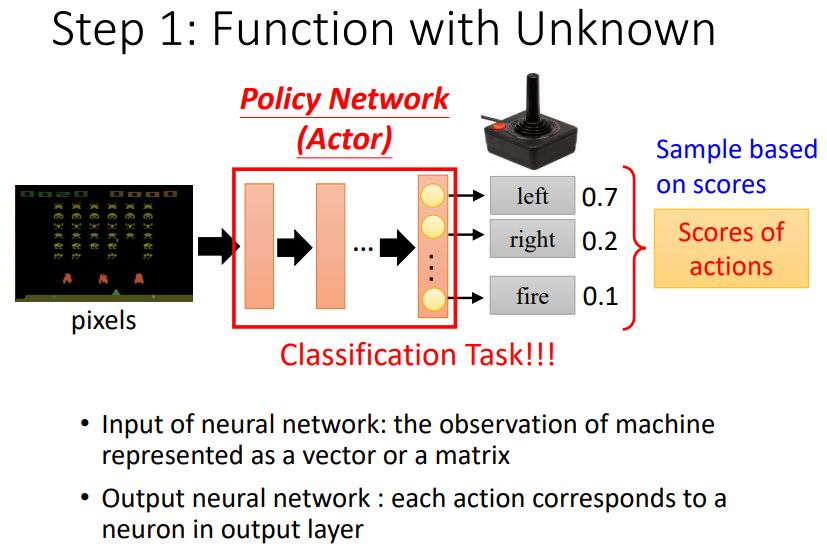 Step 1: Function with Unknown
Policy Network
(Actor)
pixels
...
left 0.7
right 0.2
fire 0.1
Classification Task!!!
Sample based
on scores
Scores of
actions
• Input of neural network: the observation of machine
represented as a vector or a matrix
• Output neural network : each action corresponds to a
neuron in output layer